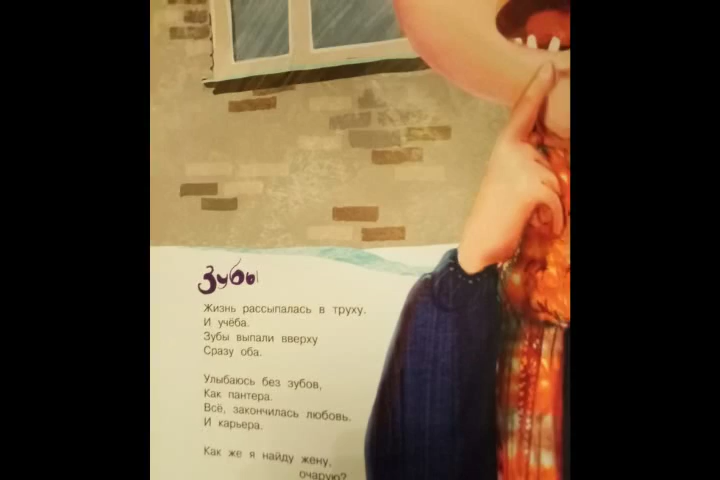 Зубы
Жизнь рассыпалась в труху.
И учёба.
Зубы выпали вверху
Сразу оба.
Улыбаюсь без зубов,
Как пантера.
Всё, закончилась любовь.
И карьера.
Как же я найду жену,
очарую?